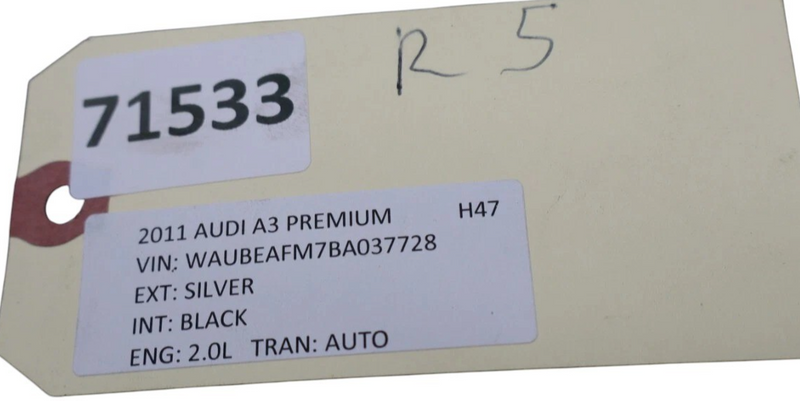 R 5
71533
2011 AUDI A3 PREMIUM H47
VIN: WAUBEAFM7BA037728
EXT: SILVER
INT: BLACK
ENG: 2.0L TRAN: AUTO